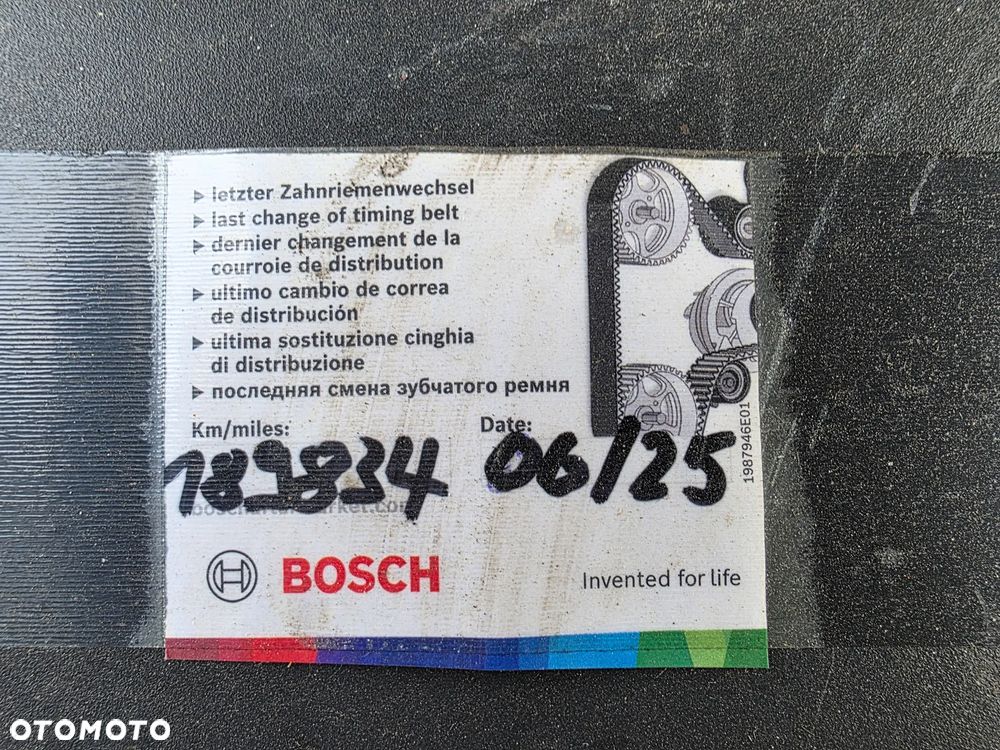 letzter Zahnriemenwechsel
last change of timing belt
dernier changement de la
courroie de distribution
ultimo cambio de correa
de distribución
ultima sostituzione cinghia
di distribuzione
последняя смена зубчатого ремня
Km/miles: Date:
189834 06/25
1987946E01
BOSCH
Invented for life
OTOMOTO